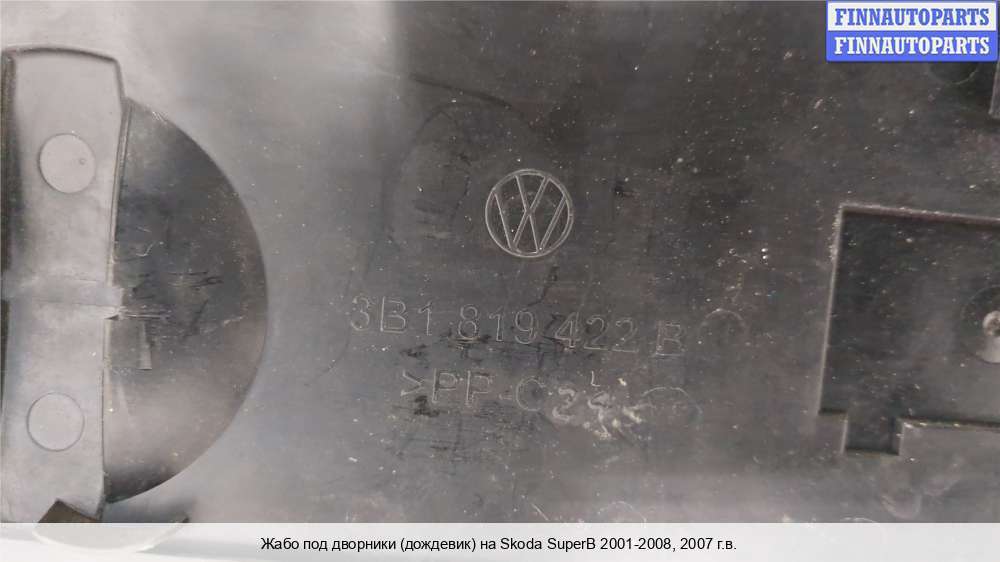 FINNAUTOPARTS
FINNAUTOPARTS
3B1 819 422 B
>PP-C
Жабо под дворники (дождевик) на Skoda SuperB 2001-2008, 2007 г.в.